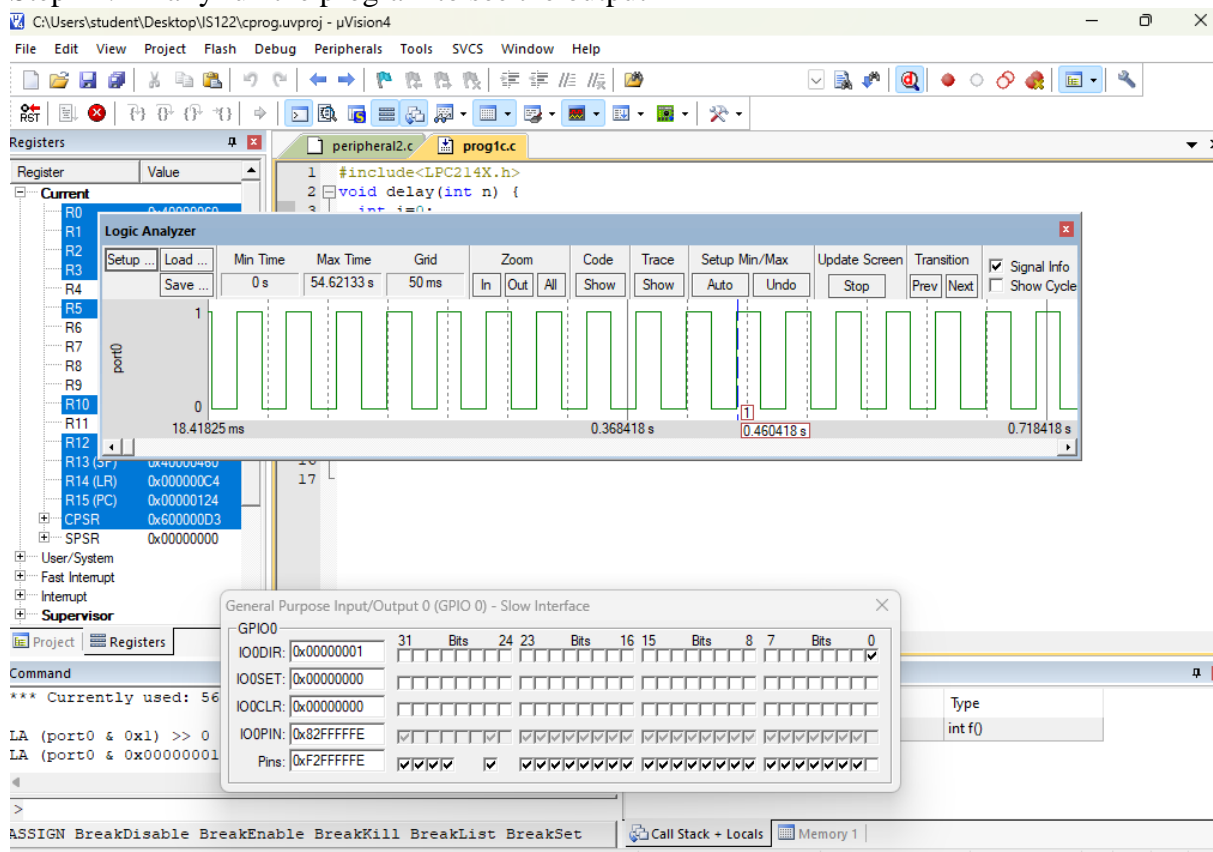 C:\Users\student\Desktop\IS122\cprog.uvproj - µVision4
File Edit View Project Flash Debug Peripherals Tools SVCS Window Help
RST
Registers
peripheral2.c prog1c.c
Register Value
Current
R0
R1
R2
R3
R4
R5
R6
R7
R8
R9
R10
R11
R12
R13 (SP) 0x40000460
R14 (LR) 0x000000C4
R15 (PC) 0x00000124
CPSR 0x600000D3
SPSR 0x00000000
User/System
Fast Interrupt
Interrupt
Supervisor
Project Registers
1 #include<LPC214X.h>
2 void delay(int n) {
3 int i=0;
17
Logic Analyzer
Setup ... Load ... Min Time Max Time Grid Zoom Code Trace Setup Min/Max Update Screen Transition Signal Info
Save ... 0 s 54.62133 s 50 ms In Out All Show Show Auto Undo Stop Prev Next Show Cycle
1
port0
0
1
18.41825 ms 0.368418 s 0.460418 s 0.718418 s
General Purpose Input/Output 0 (GPIO 0) - Slow Interface
GPIO0
31 Bits 24 23 Bits 16 15 Bits 8 7 Bits 0
IO0DIR: 0x00000001
IO0SET: 0x00000000
IO0CLR: 0x00000000
IO0PIN: 0x82FFFFFE
Pins: 0xF2FFFFFE
Command
*** Currently used: 56
LA (port0 & 0x1) >> 0
LA (port0 & 0x00000001
>
ASSIGN BreakDisable BreakEnable BreakKill BreakList BreakSet
Type
int f()
Call Stack + Locals Memory 1